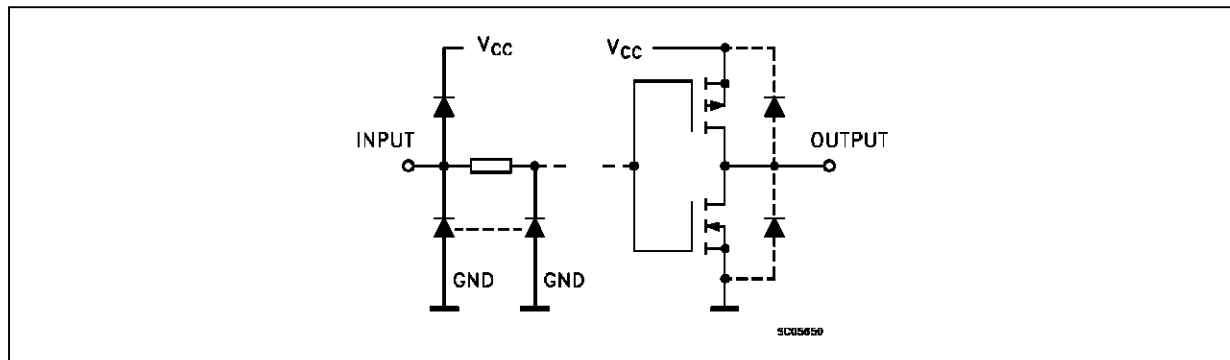 VCC
VCC
INPUT
OUTPUT
GND
GND
SC05650